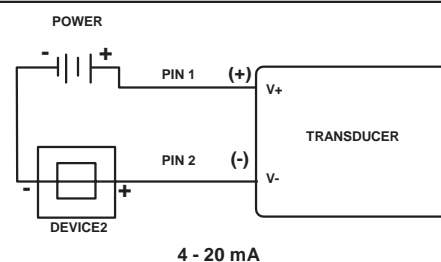 POWER
- +
PIN 1 (+)
V+
TRANSDUCER
PIN 2 (-)
V-
- +
DEVICE2
4 - 20 mA